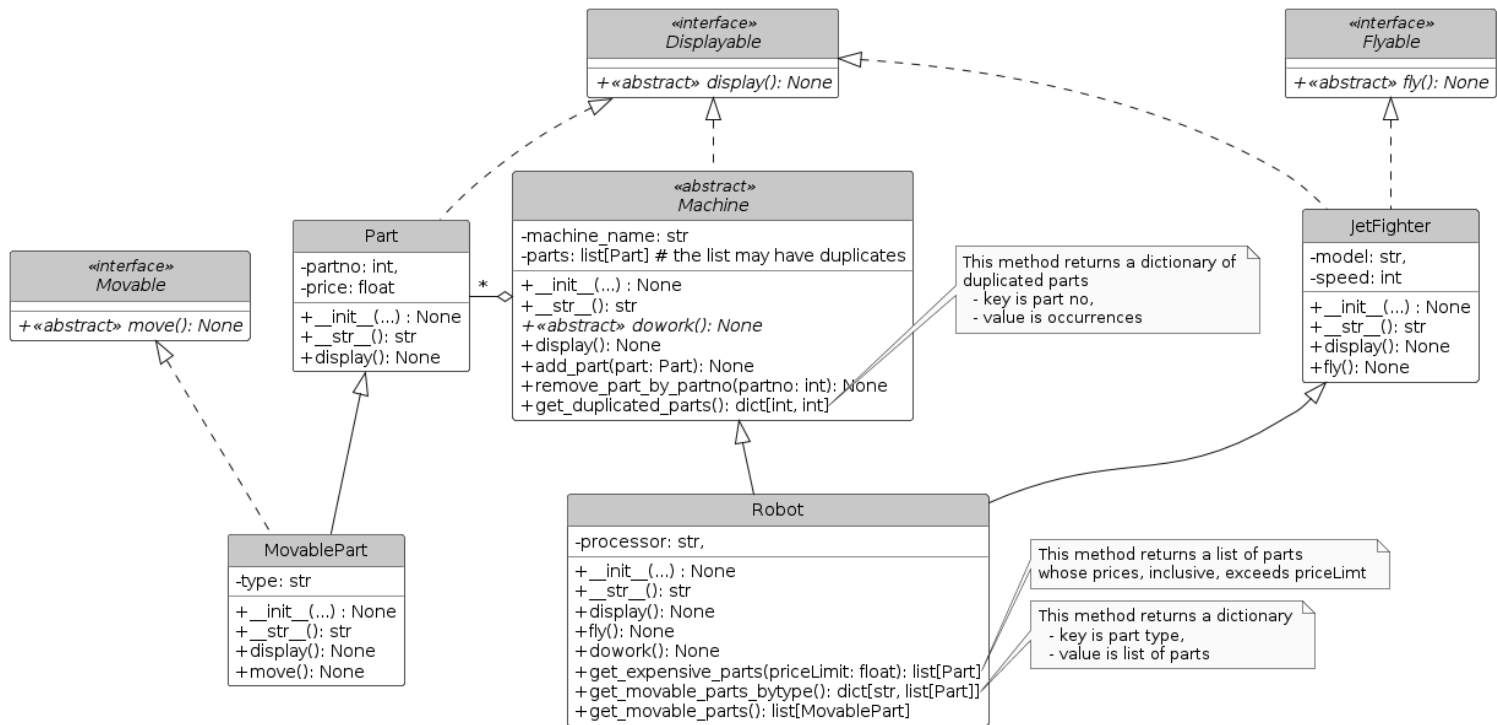 «interface»
Displayable
+«abstract» display(): None
«interface»
Flyable
+«abstract» fly(): None
«interface»
Movable
+«abstract» move(): None
Part
-partno: int,
-price: float
+__init__(...) : None
+__str__(): str
+display(): None
*
«abstract»
Machine
-machine_name: str
-parts: list[Part] # the list may have duplicates
+__init__(...) : None
+__str__(): str
+«abstract» dowork(): None
+display(): None
+add_part(part: Part): None
+remove_part_by_partno(partno: int): None
+get_duplicated_parts(): dict[int, int]
This method returns a dictionary of
duplicated parts
- key is part no,
- value is occurrences
JetFighter
-model: str,
-speed: int
+__init__(...) : None
+__str__(): str
+display(): None
+fly(): None
MovablePart
-type: str
+__init__(...) : None
+__str__(): str
+display(): None
+move(): None
Robot
-processor: str,
+__init__(...) : None
+__str__(): str
+display(): None
+fly(): None
+dowork(): None
+get_expensive_parts(priceLimit: float): list[Part]
+get_movable_parts_bytype(): dict[str, list[Part]]
+get_movable_parts(): list[MovablePart]
This method returns a list of parts
whose prices, inclusive, exceeds priceLimt
This method returns a dictionary
- key is part type,
- value is list of parts